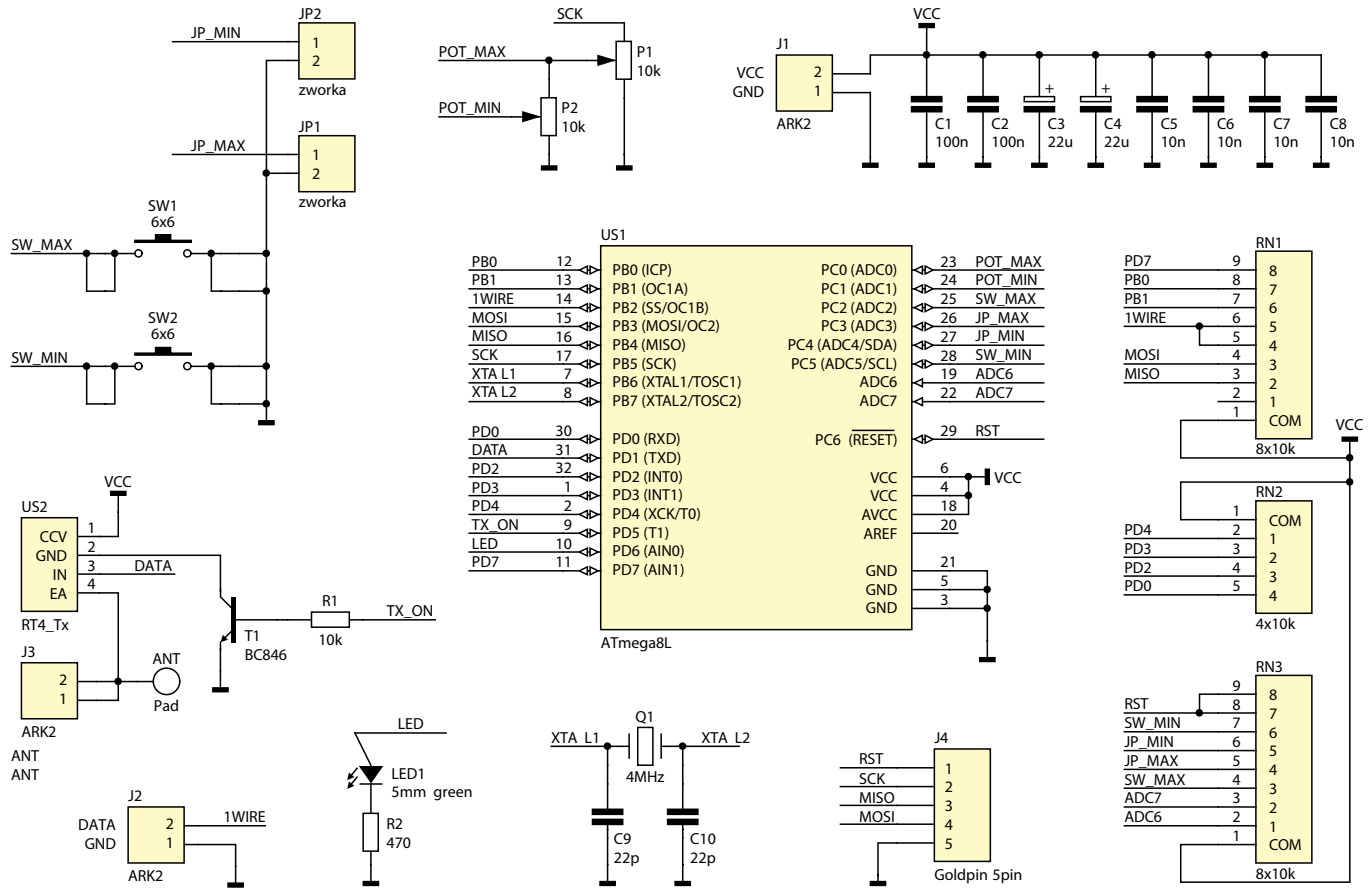 JP2
JP_MIN
1
2
zworka
JP1
JP_MAX
1
2
zworka
SW1
6x6
SW_MAX
SW2
6x6
SW_MIN
SCK
P1
10k
POT_MAX
P2
10k
POT_MIN
VCC
J1
VCC 2
GND 1
ARK2
C1
100n
C2
100n
+
C3
22u
+
C4
22u
C5
10n
C6
10n
C7
10n
C8
10n
US1
PB0 12 PB0 (ICP)
PB1 13 PB1 (OC1A)
1WIRE 14 PB2 (SS/OC1B)
MOSI 15 PB3 (MOSI/OC2)
MISO 16 PB4 (MISO)
SCK 17 PB5 (SCK)
XTA L1 7 PB6 (XTAL1/TOSC1)
XTA L2 8 PB7 (XTAL2/TOSC2)
PD0 30 PD0 (RXD)
DATA 31 PD1 (TXD)
PD2 32 PD2 (INT0)
PD3 1 PD3 (INT1)
PD4 2 PD4 (XCK/T0)
TX_ON 9 PD5 (T1)
LED 10 PD6 (AIN0)
PD7 11 PD7 (AIN1)
PC0 (ADC0) 23 POT_MAX
PC1 (ADC1) 24 POT_MIN
PC2 (ADC2) 25 SW_MAX
PC3 (ADC3) 26 JP_MAX
PC4 (ADC4/SDA) 27 JP_MIN
PC5 (ADC5/SCL) 28 SW_MIN
ADC6 19 ADC6
ADC7 22 ADC7
PC6 (RESET) 29 RST
VCC 6 VCC
VCC 4
AVCC 18
AREF 20
GND 21
GND 5
GND 3
ATmega8L
RN1
PD7 9 8
PB0 8 7
PB1 7 6
1WIRE 6 5
5 4
MOSI 4 3
MISO 3 2
2 1
1 COM
8x10k
VCC
RN2
1 COM
PD4 2 1
PD3 3 2
PD2 4 3
PD0 5 4
4x10k
RN3
9 8
RST 8 7
SW_MIN 7 6
JP_MIN 6 5
JP_MAX 5 4
SW_MAX 4 3
ADC7 3 2
ADC6 2 1
1 COM
8x10k
VCC
US2
CCV 1
GND 2
IN 3 DATA
EA 4
RT4_Tx
T1
BC846
R1
10k
TX_ON
J3
2
1
ARK2
ANT
ANT
ANT
Pad
J2
DATA 2 1WIRE
GND 1
ARK2
LED
LED1
5mm green
R2
470
Q1
XTA L1
XTA L2
4MHz
C9
22p
C10
22p
J4
RST 1
SCK 2
MISO 3
MOSI 4
5
Goldpin 5pin